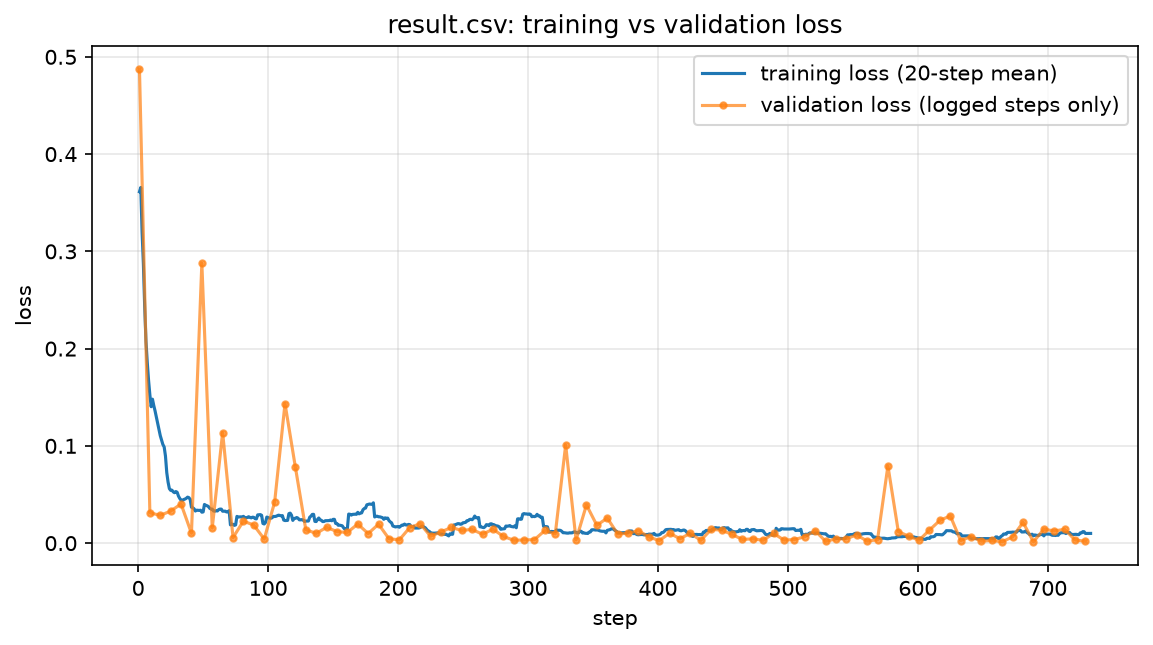 result.csv: training vs validation loss
training loss (20-step mean)
validation loss (logged steps only)
0.5
0.4
0.3
0.2
0.1
0.0
loss
0 100 200 300 400 500 600 700
step